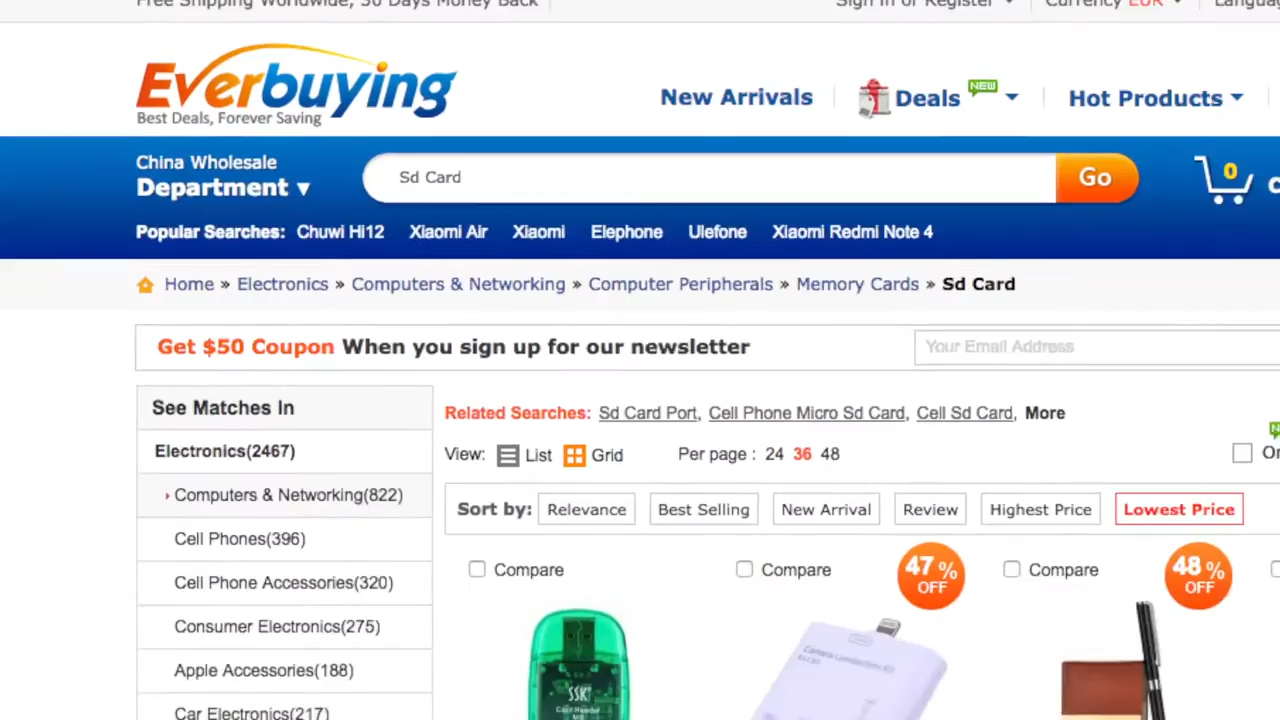 Free Shipping Worldwide, 30 Days Money Back
Sign In or Register Currency EUR
Everbuying
Best Deals, Forever Saving
New Arrivals Deals NEW Hot Products
China Wholesale
Department ▼
Sd Card
Go
0
Popular Searches: Chuwi Hi12 Xiaomi Air Xiaomi Elephone Ulefone Xiaomi Redmi Note 4
Home » Electronics » Computers & Networking » Computer Peripherals » Memory Cards » Sd Card
Get $50 Coupon When you sign up for our newsletter
Your Email Address
See Matches In
Electronics(2467)
Computers & Networking(822)
Cell Phones(396)
Cell Phone Accessories(320)
Consumer Electronics(275)
Apple Accessories(188)
Car Electronics(217)
Related Searches: Sd Card Port, Cell Phone Micro Sd Card, Cell Sd Card, More
View: List Grid Per page : 24 36 48
Sort by: Relevance Best Selling New Arrival Review Highest Price Lowest Price
Compare
Compare
47% OFF
Compare
48% OFF
SSK
Card Reader
Camera Connection Kit